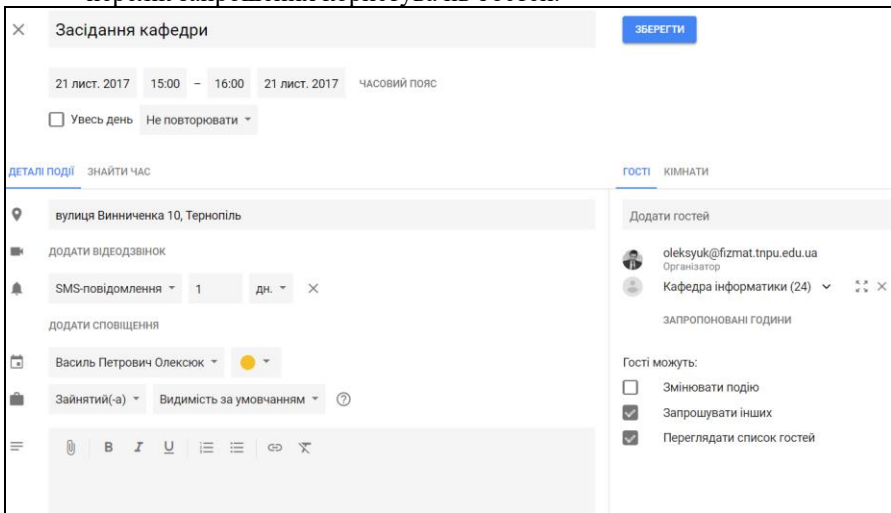 Засідання кафедри
ЗБЕРЕГТИ
21 лист. 2017 15:00 – 16:00 21 лист. 2017 ЧАСОВИЙ ПОЯС
Увесь день Не повторювати
ДЕТАЛІ ПОДІЇ ЗНАЙТИ ЧАС
вулиця Винниченка 10, Тернопіль
ДОДАТИ ВІДЕОДЗВІНОК
SMS-повідомлення 1 дн.
ДОДАТИ СПОВІЩЕННЯ
Василь Петрович Олексюк
Зайнятий(-а) Видимість за умовчанням
B I U
ГОСТІ КІМНАТИ
Додати гостей
oleksyuk@fizmat.tnpu.edu.ua
Організатор
Кафедра інформатики (24)
ЗАПРОПОНОВАНІ ГОДИНИ
Гості можуть:
Змінювати подію
Запрошувати інших
Переглядати список гостей